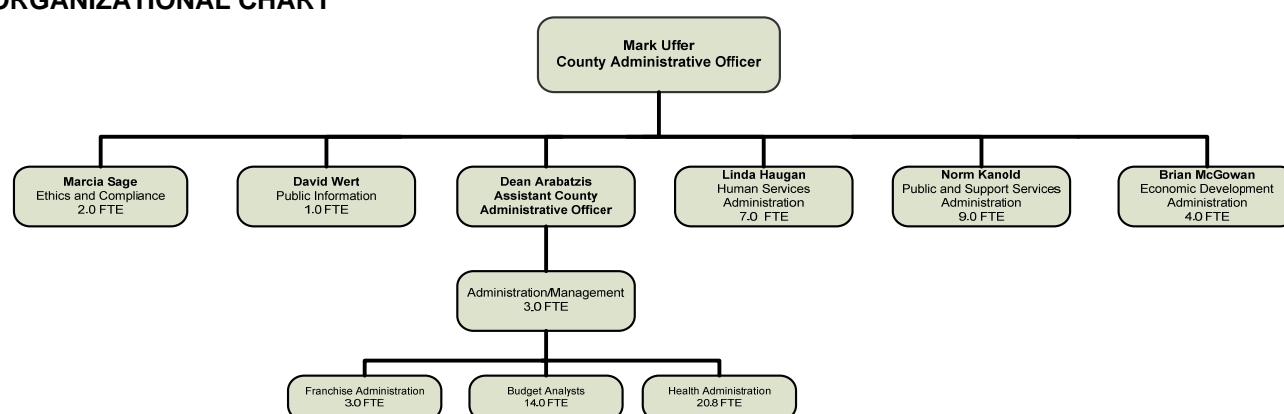 ORGANIZATIONAL CHART
Mark Uffer
County Administrative Officer
Marcia Sage
Ethics and Compliance
2.0 FTE
David Wert
Public Information
1.0 FTE
Dean Arabatzis
Assistant County
Administrative Officer
Linda Haugan
Human Services
Administration
7.0 FTE
Norm Kanold
Public and Support Services
Administration
9.0 FTE
Brian McGowan
Economic Development
Administration
4.0 FTE
Administration/Management
3.0 FTE
Franchise Administration
3.0 FTE
Budget Analysts
14.0 FTE
Health Administration
20.8 FTE